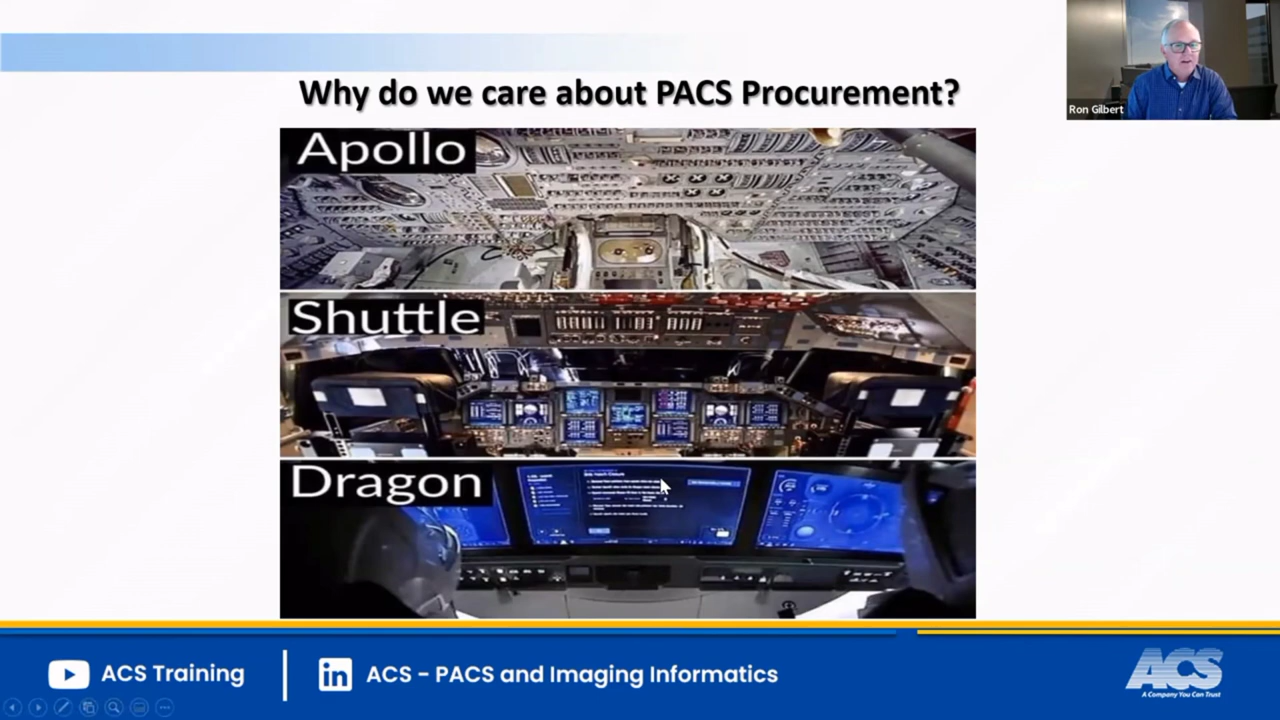 Why do we care about PACS Procurement?
Ron Gilbert
Apollo
Shuttle
Dragon
ACS Training
in
ACS - PACS and Imaging Informatics
ACS
A Company You Can Trust